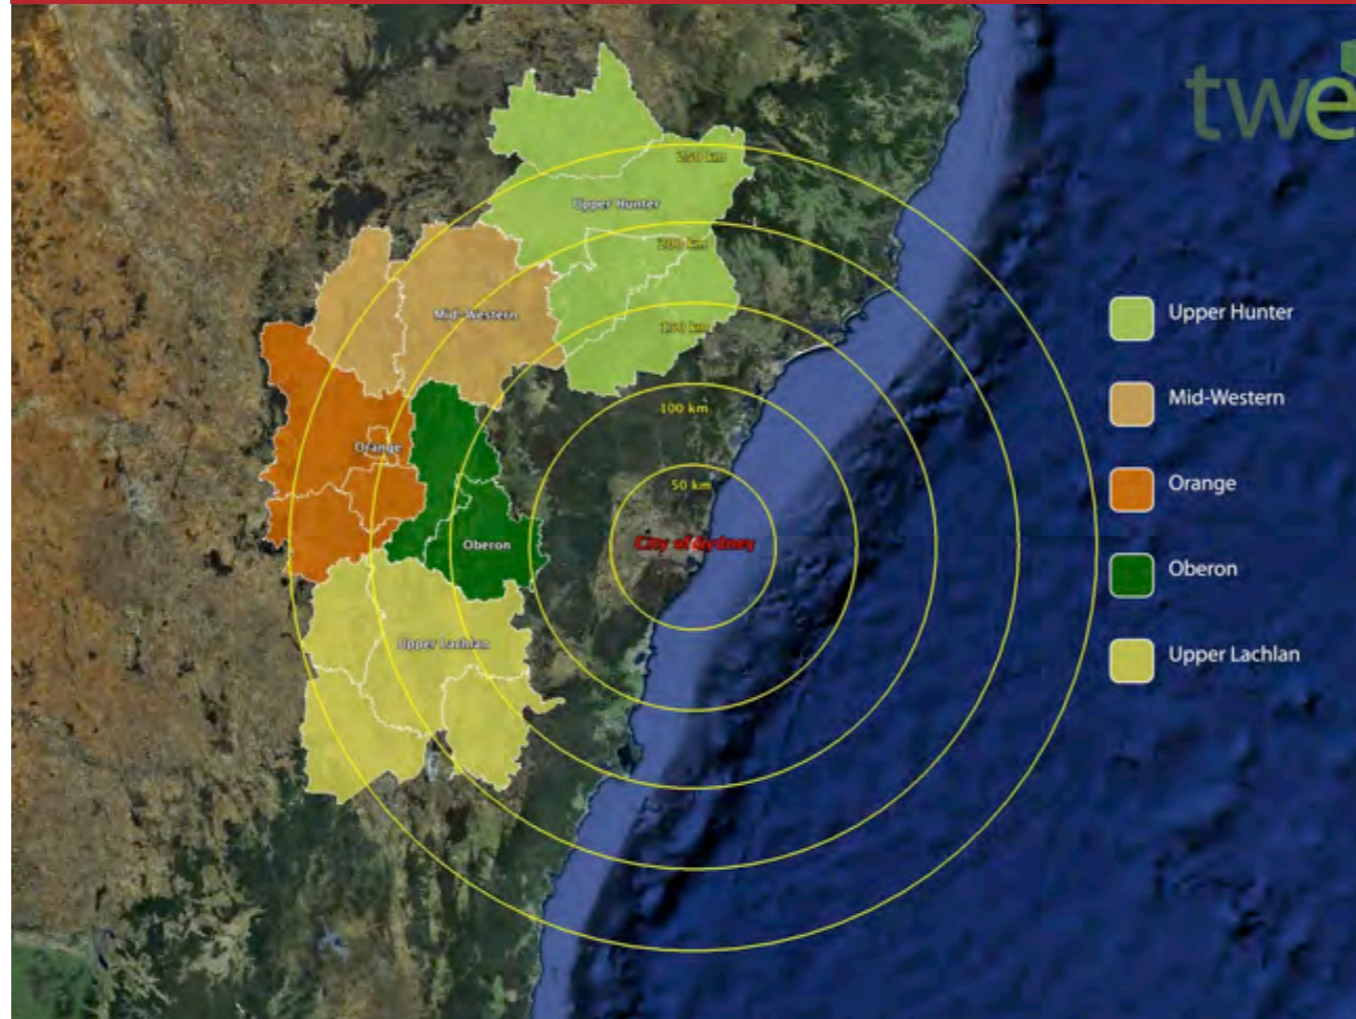 twe
250 km
Upper Hunter
200 km
Mid-Western
150 km
100 km
Orange
50 km
City of Sydney
Oberon
Upper Lachlan
Upper Hunter
Mid-Western
Orange
Oberon
Upper Lachlan